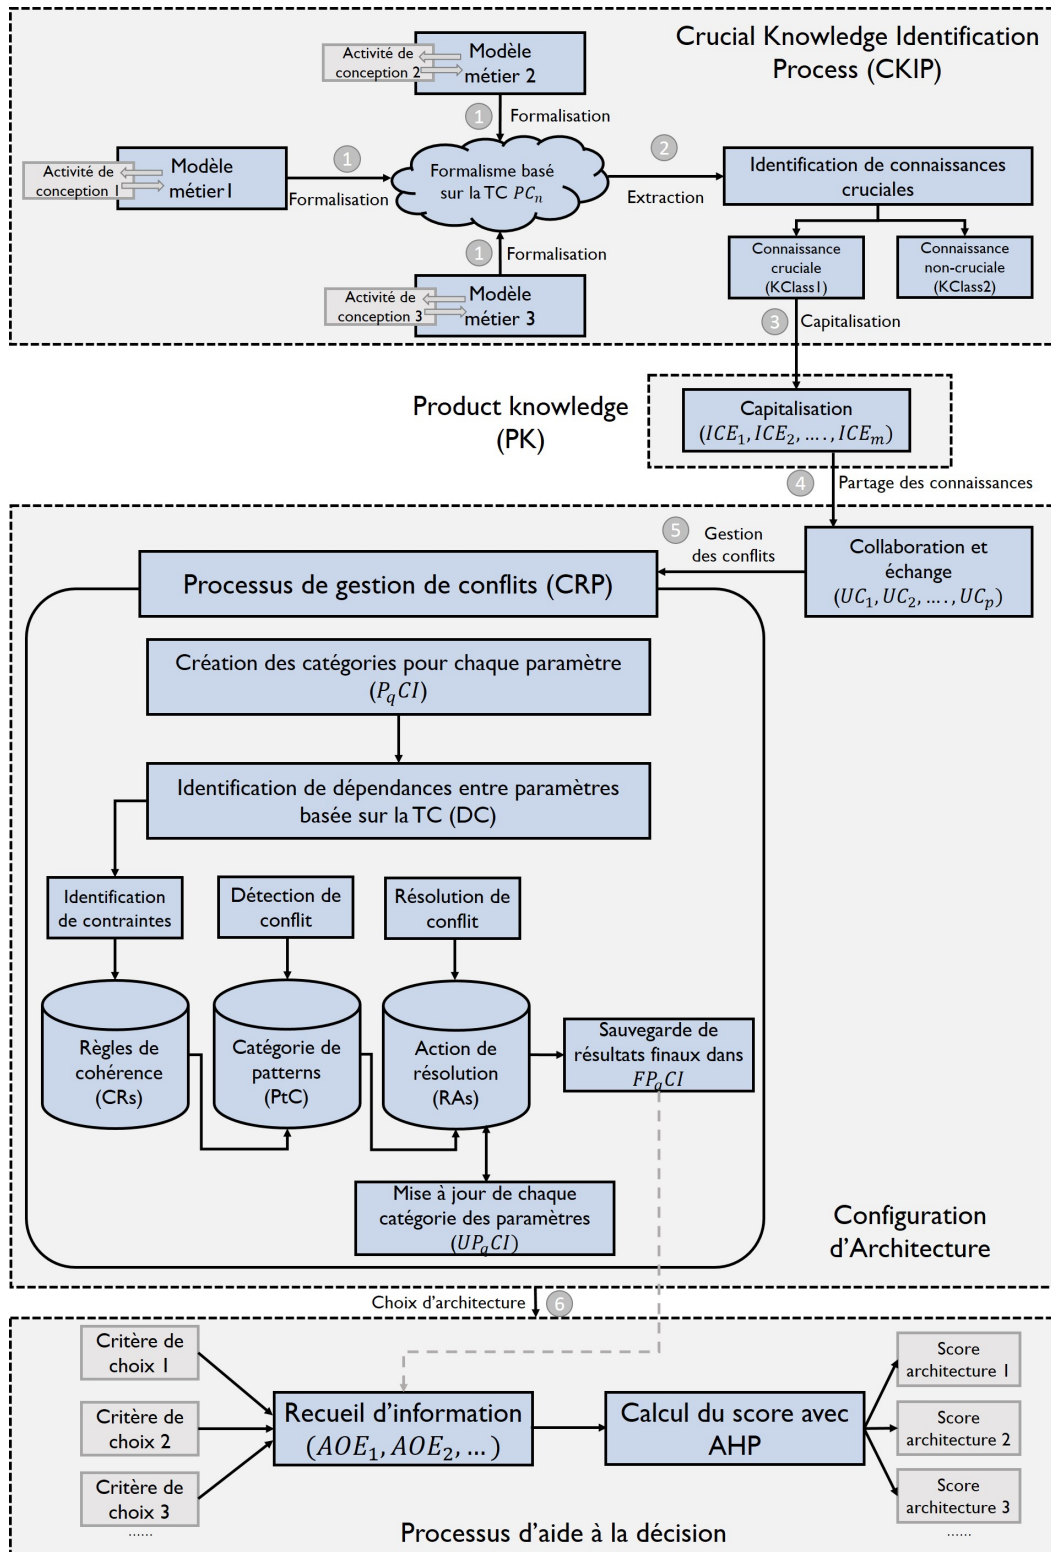 Crucial Knowledge Identification
Process (CKIP)
Activité de
conception 2
Modèle
métier 2
1
Formalisation
Activité de
conception 1
Modèle
métier1
1
Formalisation
Formalisme basé
sur la TC PCₙ
2
Extraction
Identification de connaissances
cruciales
1
Formalisation
Connaissance
cruciale
(KClass1)
Connaissance
non-cruciale
(KClass2)
Activité de
conception 3
Modèle
métier 3
3
Capitalisation
Product knowledge
(PK)
Capitalisation
(ICE₁, ICE₂, …., ICEₘ)
4
Partage des connaissances
5
Gestion
des conflits
Collaboration et
échange
(UC₁, UC₂, …., UCₚ)
Processus de gestion de conflits (CRP)
Création des catégories pour chaque paramètre
(P_qCI)
Identification de dépendances entre paramètres
basée sur la TC (DC)
Identification
de contraintes
Détection de
conflit
Résolution de
conflit
Règles de
cohérence
(CRs)
Catégorie de
patterns
(PtC)
Action de
résolution
(RAs)
Sauvegarde de
résultats finaux dans
FP_qCI
Mise à jour de chaque
catégorie des paramètres
(UP_qCI)
Configuration
d'Architecture
Choix d'architecture
6
Critère de
choix 1
Critère de
choix 2
Critère de
choix 3
......
Recueil d'information
(AOE₁, AOE₂, …)
Calcul du score avec
AHP
Score
architecture 1
Score
architecture 2
Score
architecture 3
......
Processus d'aide à la décision